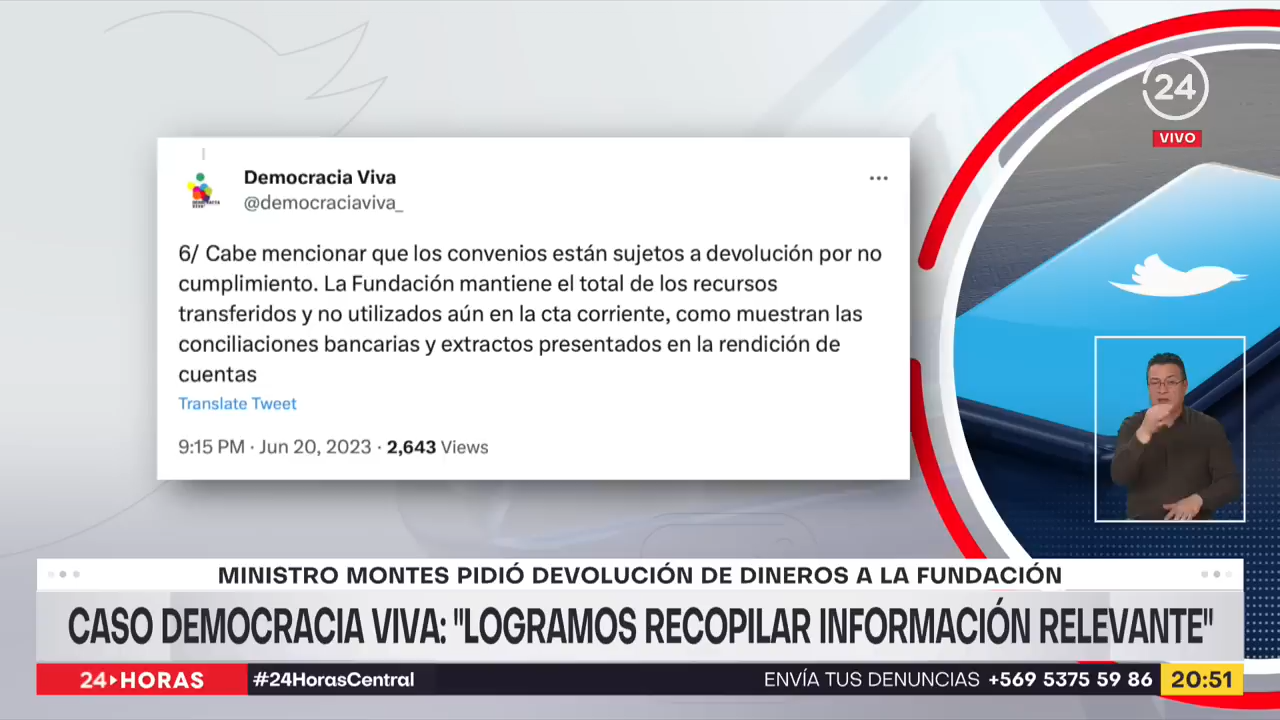 24
VIVO
Democracia Viva
@democraciaviva_
6/ Cabe mencionar que los convenios están sujetos a devolución por no
cumplimiento. La Fundación mantiene el total de los recursos
transferidos y no utilizados aún en la cta corriente, como muestran las
conciliaciones bancarias y extractos presentados en la rendición de
cuentas
Translate Tweet
9:15 PM · Jun 20, 2023 · 2,643 Views
MINISTRO MONTES PIDIÓ DEVOLUCIÓN DE DINEROS A LA FUNDACIÓN
CASO DEMOCRACIA VIVA: "LOGRAMOS RECOPILAR INFORMACIÓN RELEVANTE"
24 HORAS #24HorasCentral ENVÍA TUS DENUNCIAS +569 5375 59 86 20:51